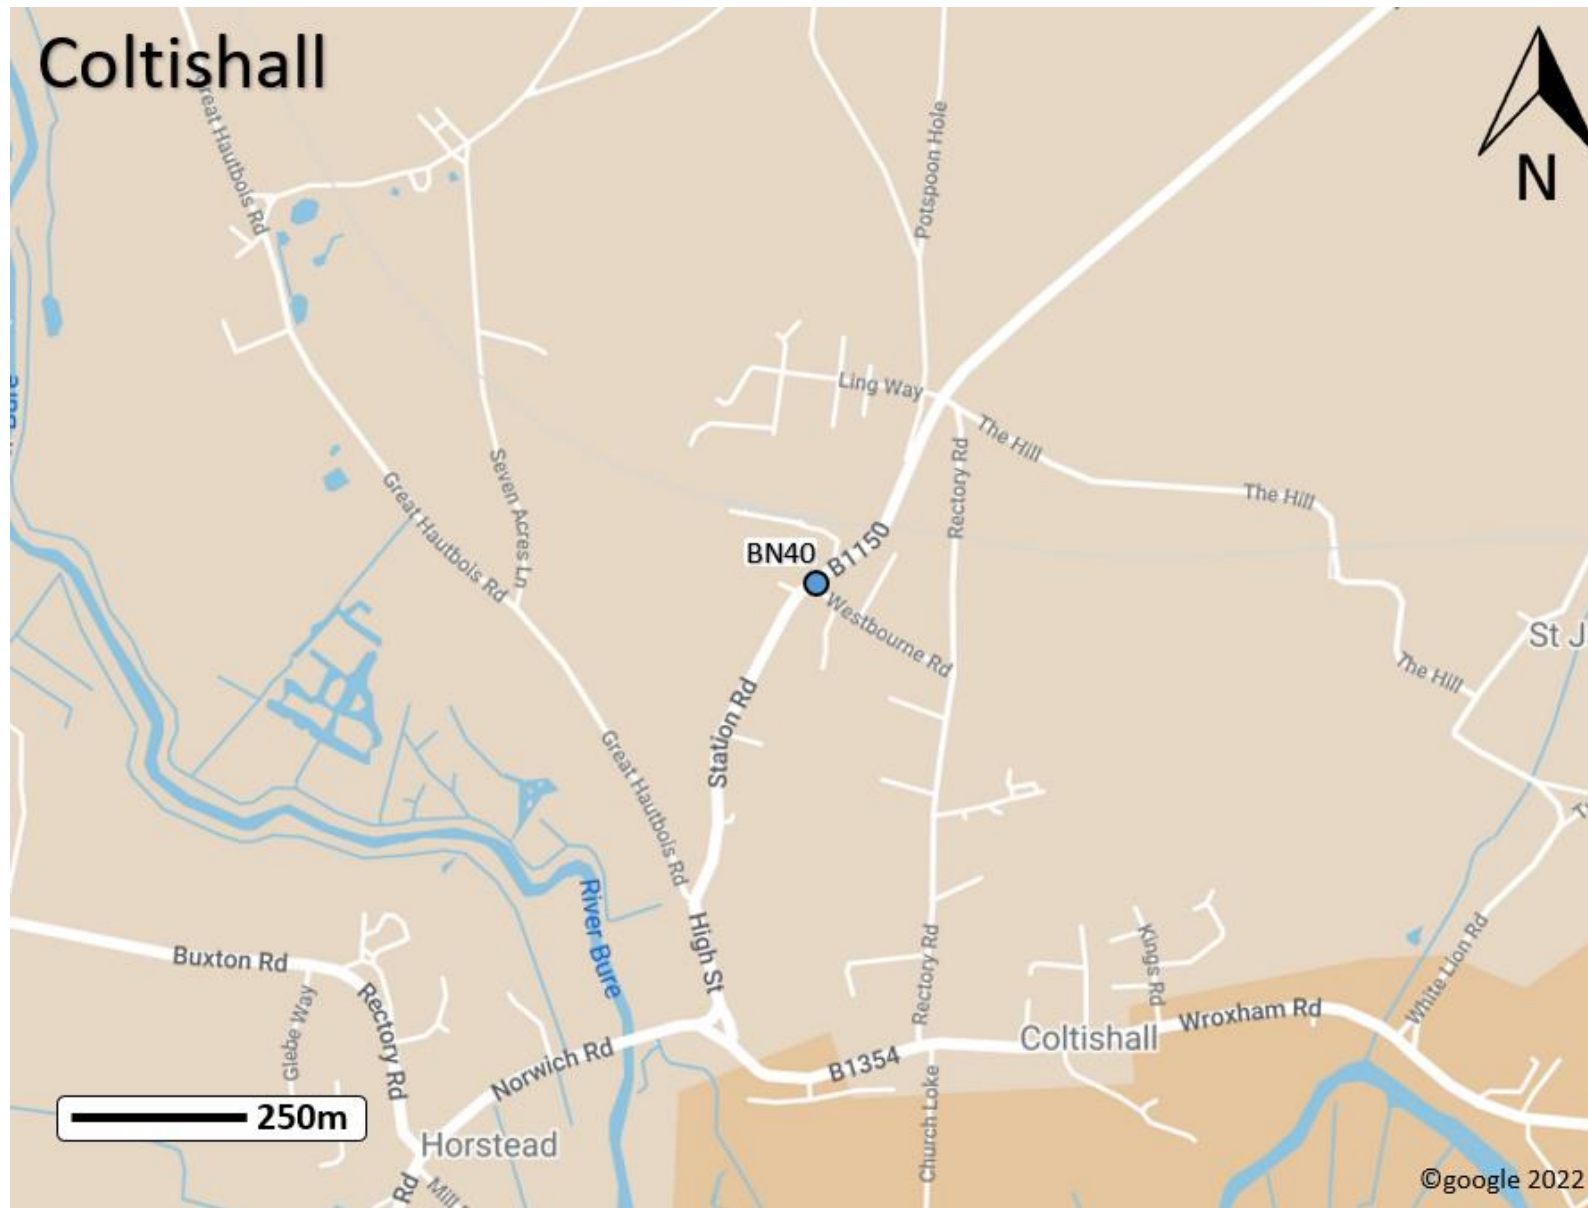 Coltishall
N
Great Hautbois Rd
Potspoon Hole
Ling Way
The Hill
Rectory Rd
The Hill
Seven Acres Ln
Great Hautbois Rd
BN40
B1150
Westbourne Rd
The Hill
Station Rd
Great Hautbois Rd
High St
River Bure
Buxton Rd
Rectory Rd
Glebe Way
Norwich Rd
B1354
Rectory Rd
Kings Rd
Coltishall
Wroxham Rd
White Lion Rd
Church Loke
250m
Horstead
Rd
Mill
©google 2022